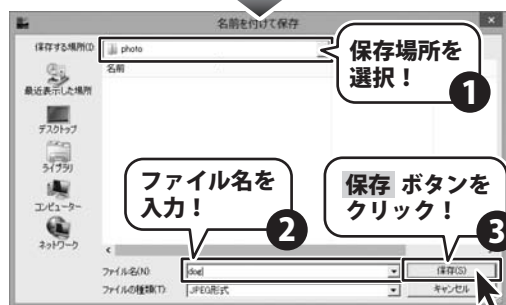 名前を付けて保存
保存する場所(I):
photo
保存場所を
選択！
1
名前
最近表示した場所
デスクトップ
ライブラリ
コンピューター
ネットワーク
ファイル名を
入力！
2
保存 ボタンを
クリック！
3
ファイル名(N):
doel
保存(S)
ファイルの種類(T):
JPEG形式
キャンセル